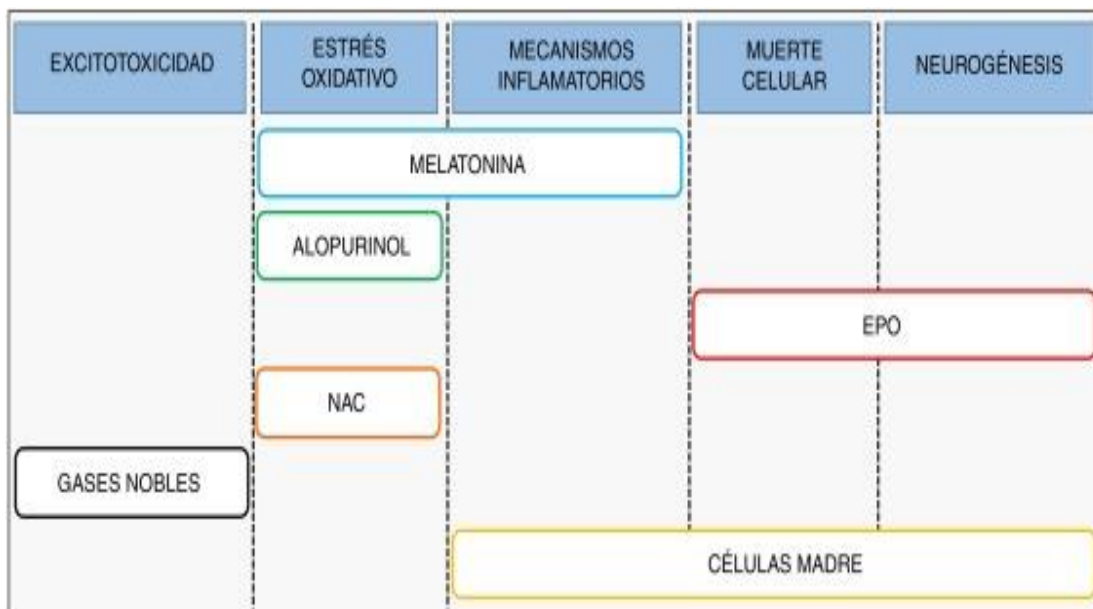 EXCITOTOXICIDAD
ESTRÉS
OXIDATIVO
MECANISMOS
INFLAMATORIOS
MUERTE
CELULAR
NEUROGÉNESIS
MELATONINA
ALOPURINOL
EPO
NAC
GASES NOBLES
CÉLULAS MADRE